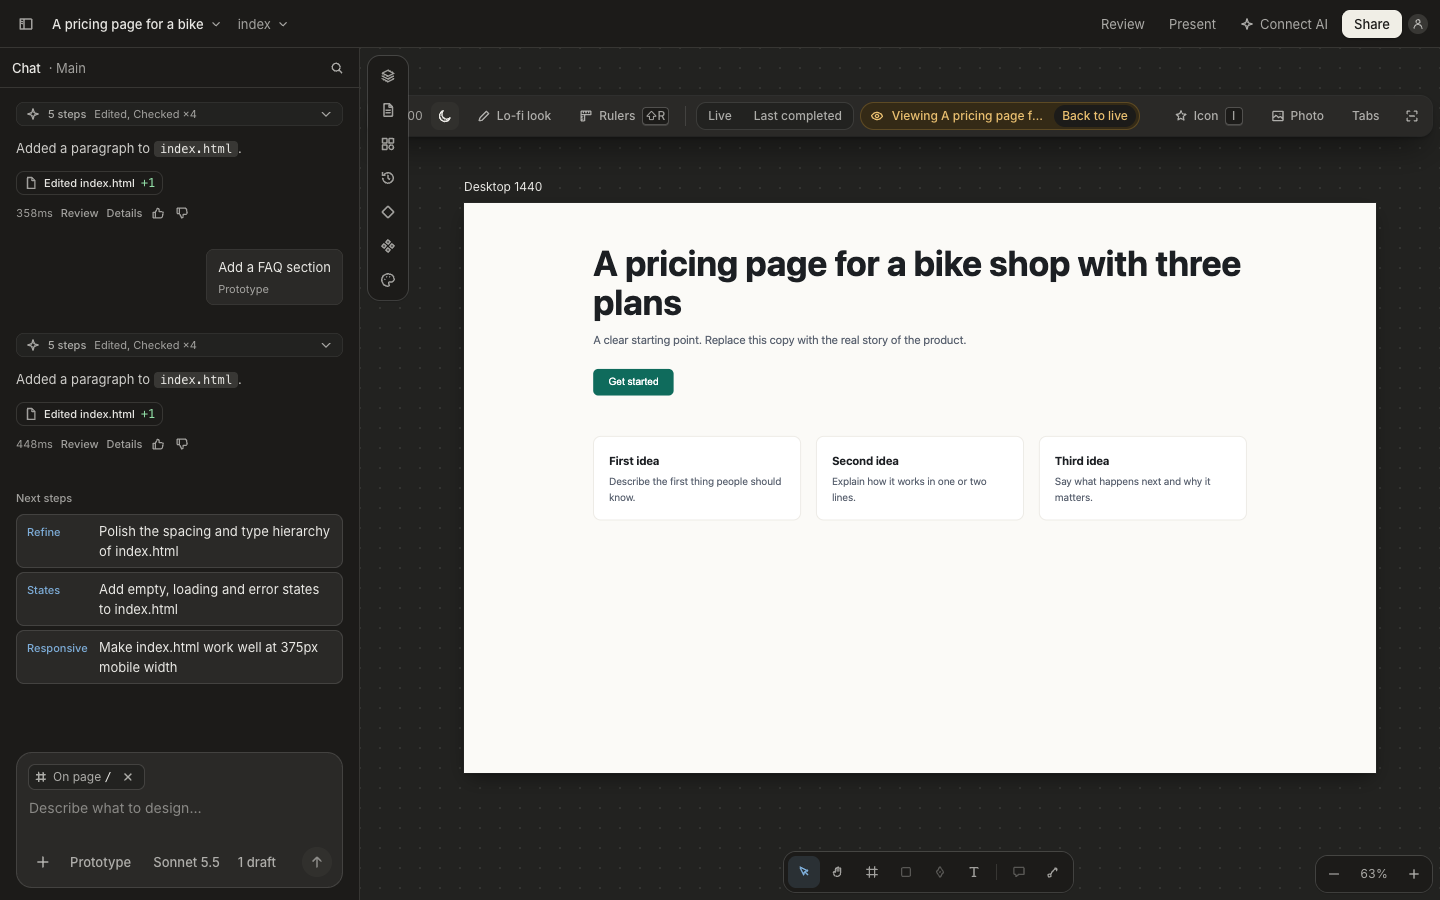 A pricing page for a bike
index
Review
Present
Connect AI
Share
Chat · Main
5 steps Edited, Checked ×4
Added a paragraph to index.html.
Edited index.html +1
358ms Review Details
Add a FAQ section
Prototype
5 steps Edited, Checked ×4
Added a paragraph to index.html.
Edited index.html +1
448ms Review Details
Next steps
Refine Polish the spacing and type hierarchy
of index.html
States Add empty, loading and error states
to index.html
Responsive Make index.html work well at 375px
mobile width
On page /
Describe what to design...
Prototype Sonnet 5.5 1 draft
00 Lo-fi look Rulers ⇧R Live Last completed Viewing A pricing page f... Back to live Icon I Photo Tabs
Desktop 1440
A pricing page for a bike shop with three
plans
A clear starting point. Replace this copy with the real story of the product.
Get started
First idea
Describe the first thing people should
know.
Second idea
Explain how it works in one or two
lines.
Third idea
Say what happens next and why it
matters.
63%